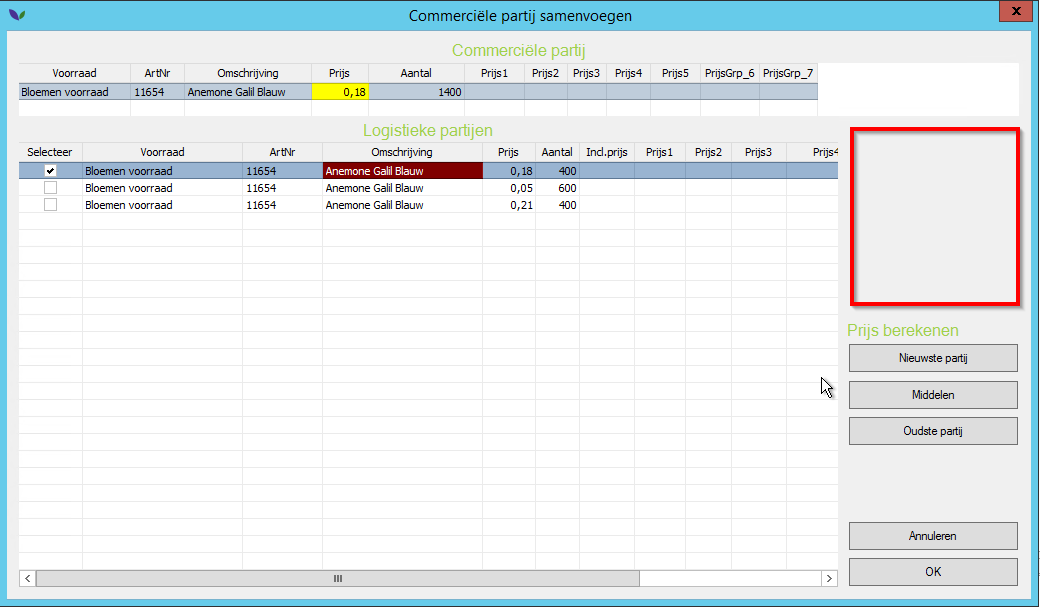 Commerciële partij samenvoegen
Commerciële partij
Voorraad ArtNr Omschrijving Prijs Aantal Prijs1 Prijs2 Prijs3 Prijs4 Prijs5 PrijsGrp_6 PrijsGrp_7
Bloemen voorraad 11654 Anemone Galil Blauw 0,18 1400
Logistieke partijen
Selecteer Voorraad ArtNr Omschrijving Prijs Aantal Incl.prijs Prijs1 Prijs2 Prijs3 Prijs4
Bloemen voorraad 11654 Anemone Galil Blauw 0,18 400
Bloemen voorraad 11654 Anemone Galil Blauw 0,05 600
Bloemen voorraad 11654 Anemone Galil Blauw 0,21 400
Prijs berekenen
Nieuwste partij
Middelen
Oudste partij
Annuleren
OK